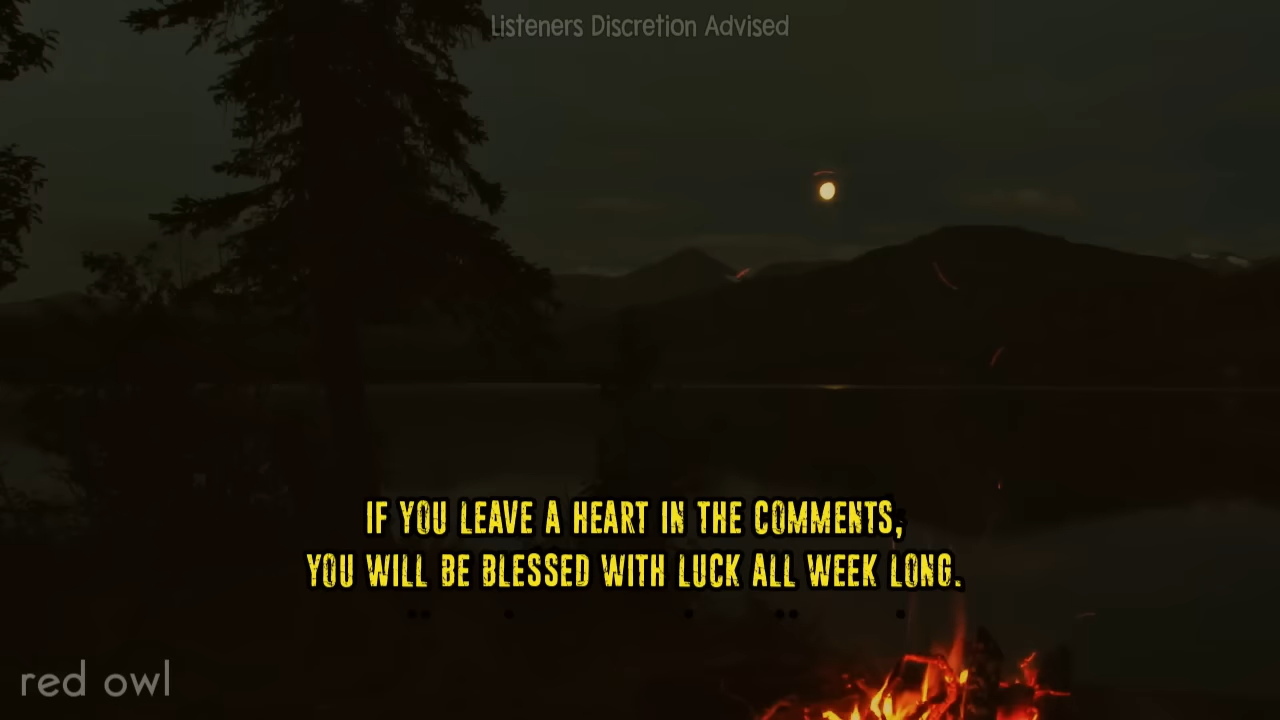 Listeners Discretion Advised
IF YOU LEAVE A HEART IN THE COMMENTS,
YOU WILL BE BLESSED WITH LUCK ALL WEEK LONG.
red owl